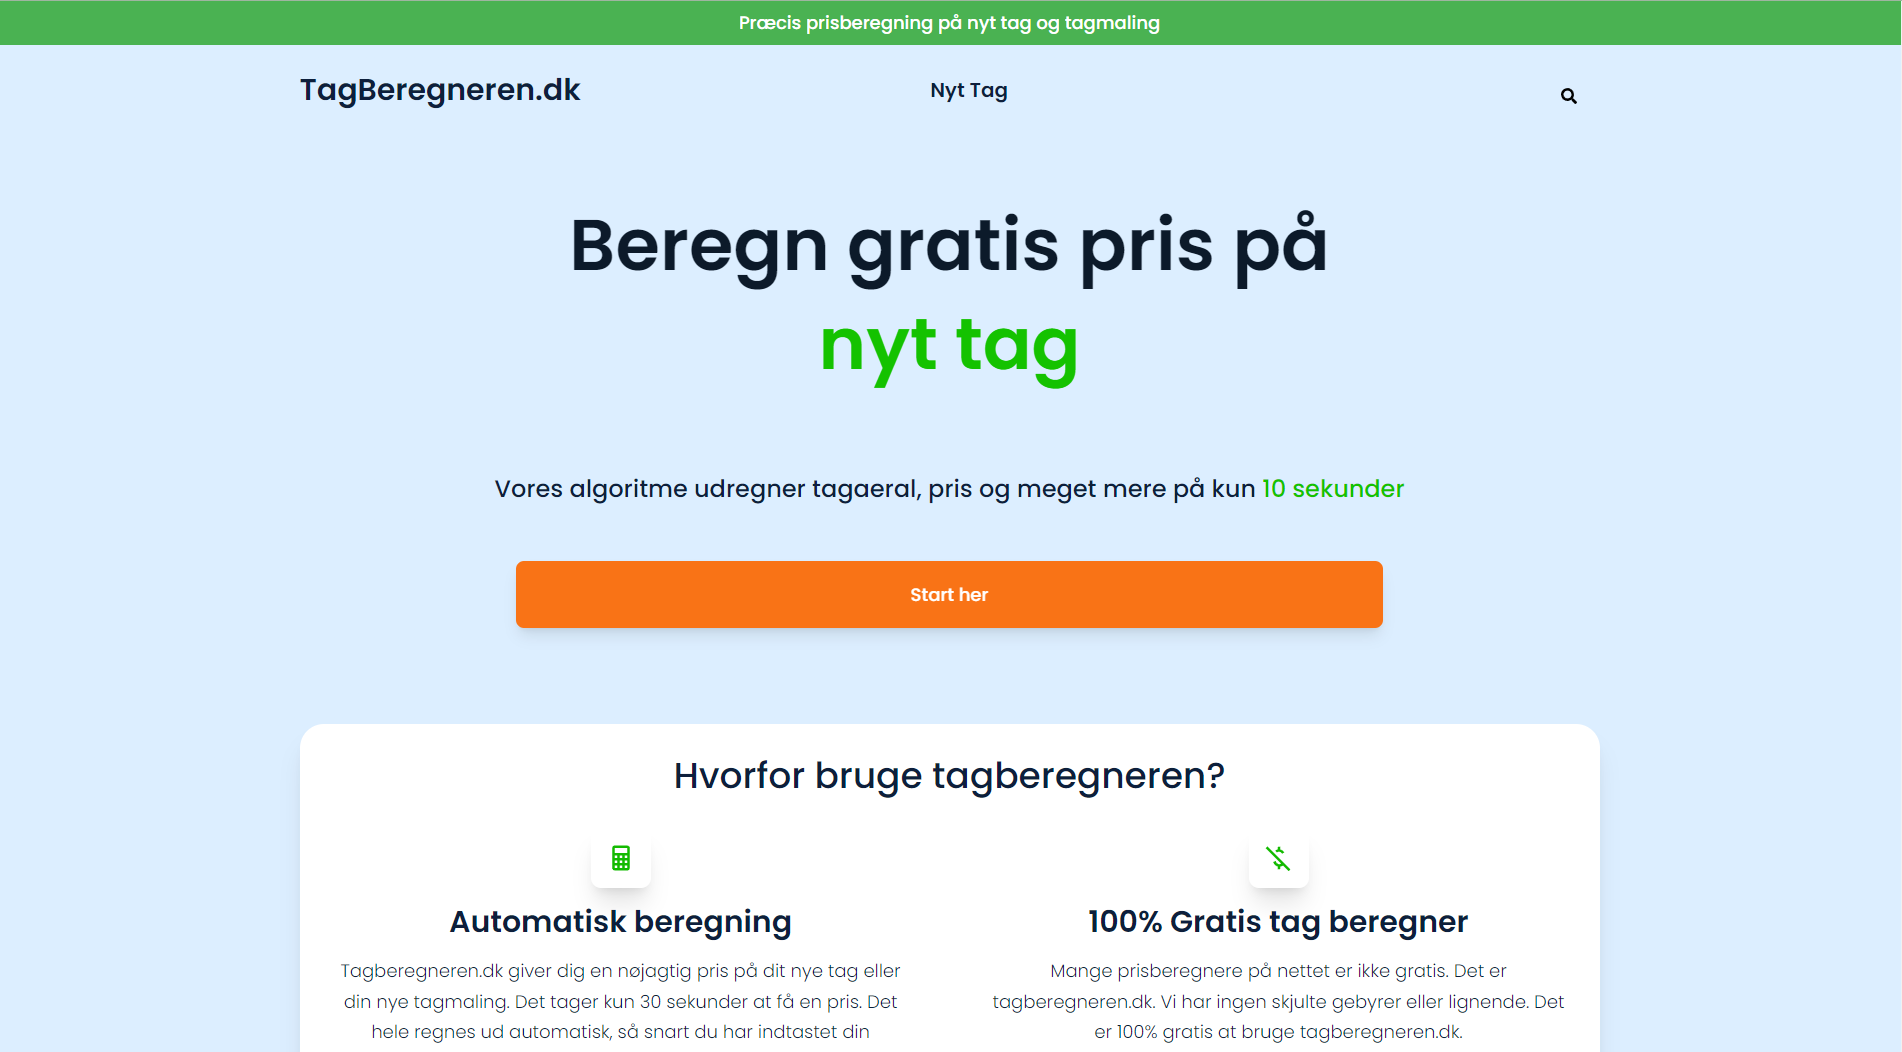 Præcis prisberegning på nyt tag og tagmaling
TagBeregneren.dk
Nyt Tag
Beregn gratis pris på
nyt tag
Vores algoritme udregner tagaeral, pris og meget mere på kun 10 sekunder
Start her
Hvorfor bruge tagberegneren?
Automatisk beregning
Tagberegneren.dk giver dig en nøjagtig pris på dit nye tag eller
din nye tagmaling. Det tager kun 30 sekunder at få en pris. Det
hele regnes ud automatisk, så snart du har indtastet din
100% Gratis tag beregner
Mange prisberegnere på nettet er ikke gratis. Det er
tagberegneren.dk. Vi har ingen skjulte gebyrer eller lignende. Det
er 100% gratis at bruge tagberegneren.dk.